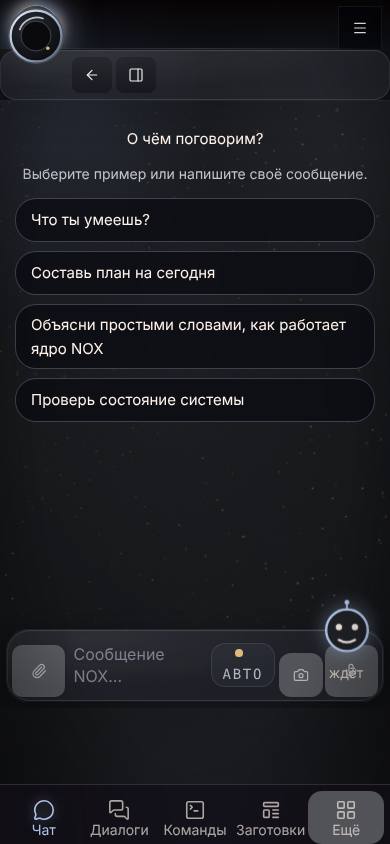 О чём поговорим?
Выберите пример или напишите своё сообщение.
Что ты умеешь?
Составь план на сегодня
Объясни простыми словами, как работает
ядро NOX
Проверь состояние системы
Сообщение
NOX...
АВТО
ждёт
Чат
Диалоги
Команды
Заготовки
Ещё